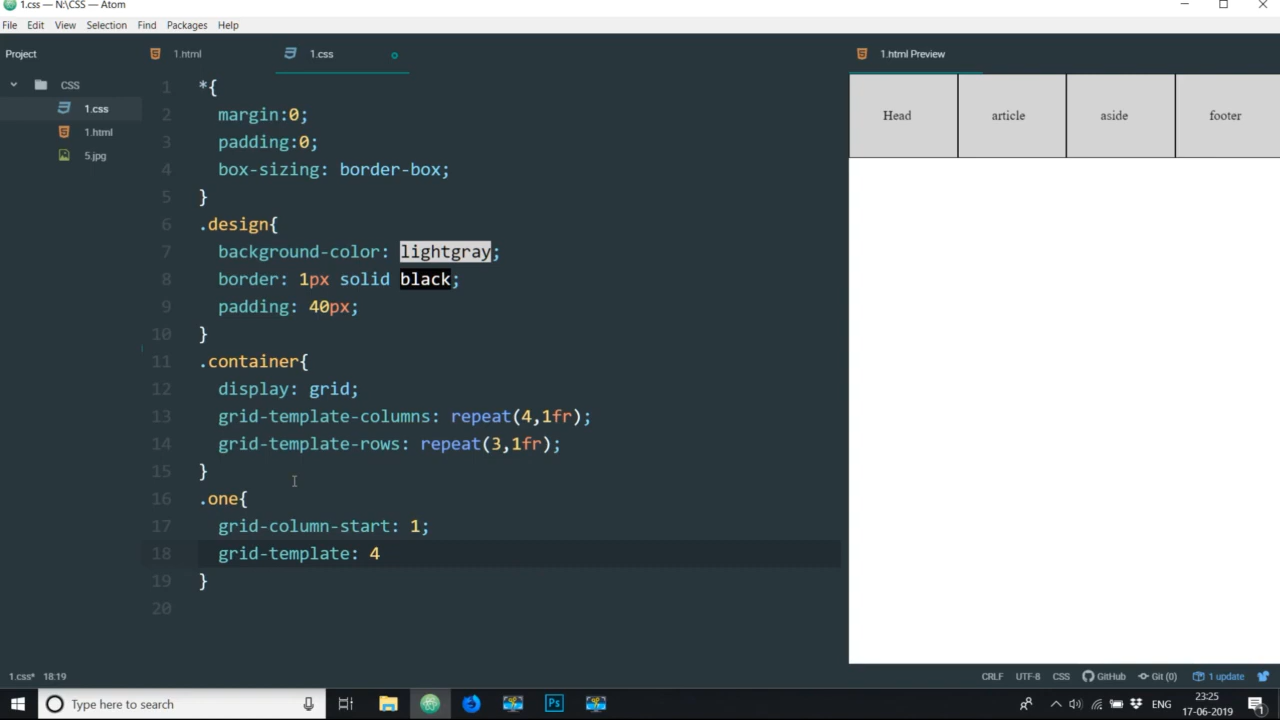 1.css — N:\CSS — Atom
File Edit View Selection Find Packages Help
Project
1.html
1.css
1.html Preview
CSS
1.css
1.html
5.jpg
1 *{
2 margin:0;
3 padding:0;
4 box-sizing: border-box;
5 }
6 .design{
7 background-color: lightgray;
8 border: 1px solid black;
9 padding: 40px;
10 }
11 .container{
12 display: grid;
13 grid-template-columns: repeat(4,1fr);
14 grid-template-rows: repeat(3,1fr);
15 }
16 .one{
17 grid-column-start: 1;
18 grid-template: 4
19 }
20
Head article aside footer
1.css* 18:19
CRLF UTF-8 CSS GitHub Git (0) 1 update
Type here to search
Ps
ENG
23:25
17-06-2019
1